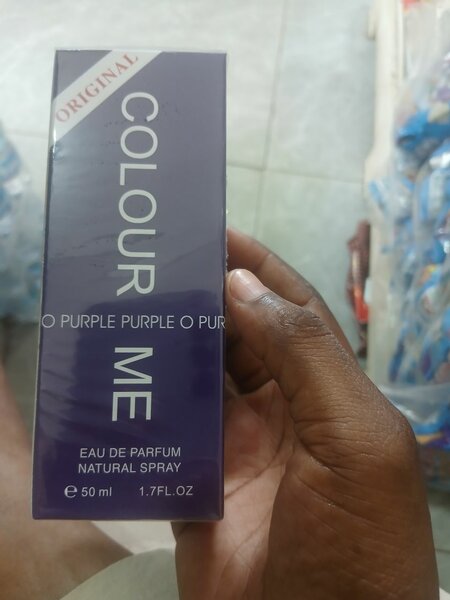 ORIGINAL
COLOUR ME
O PURPLE PURPLE O PUR
EAU DE PARFUM
NATURAL SPRAY
℮ 50 ml 1.7FL.OZ